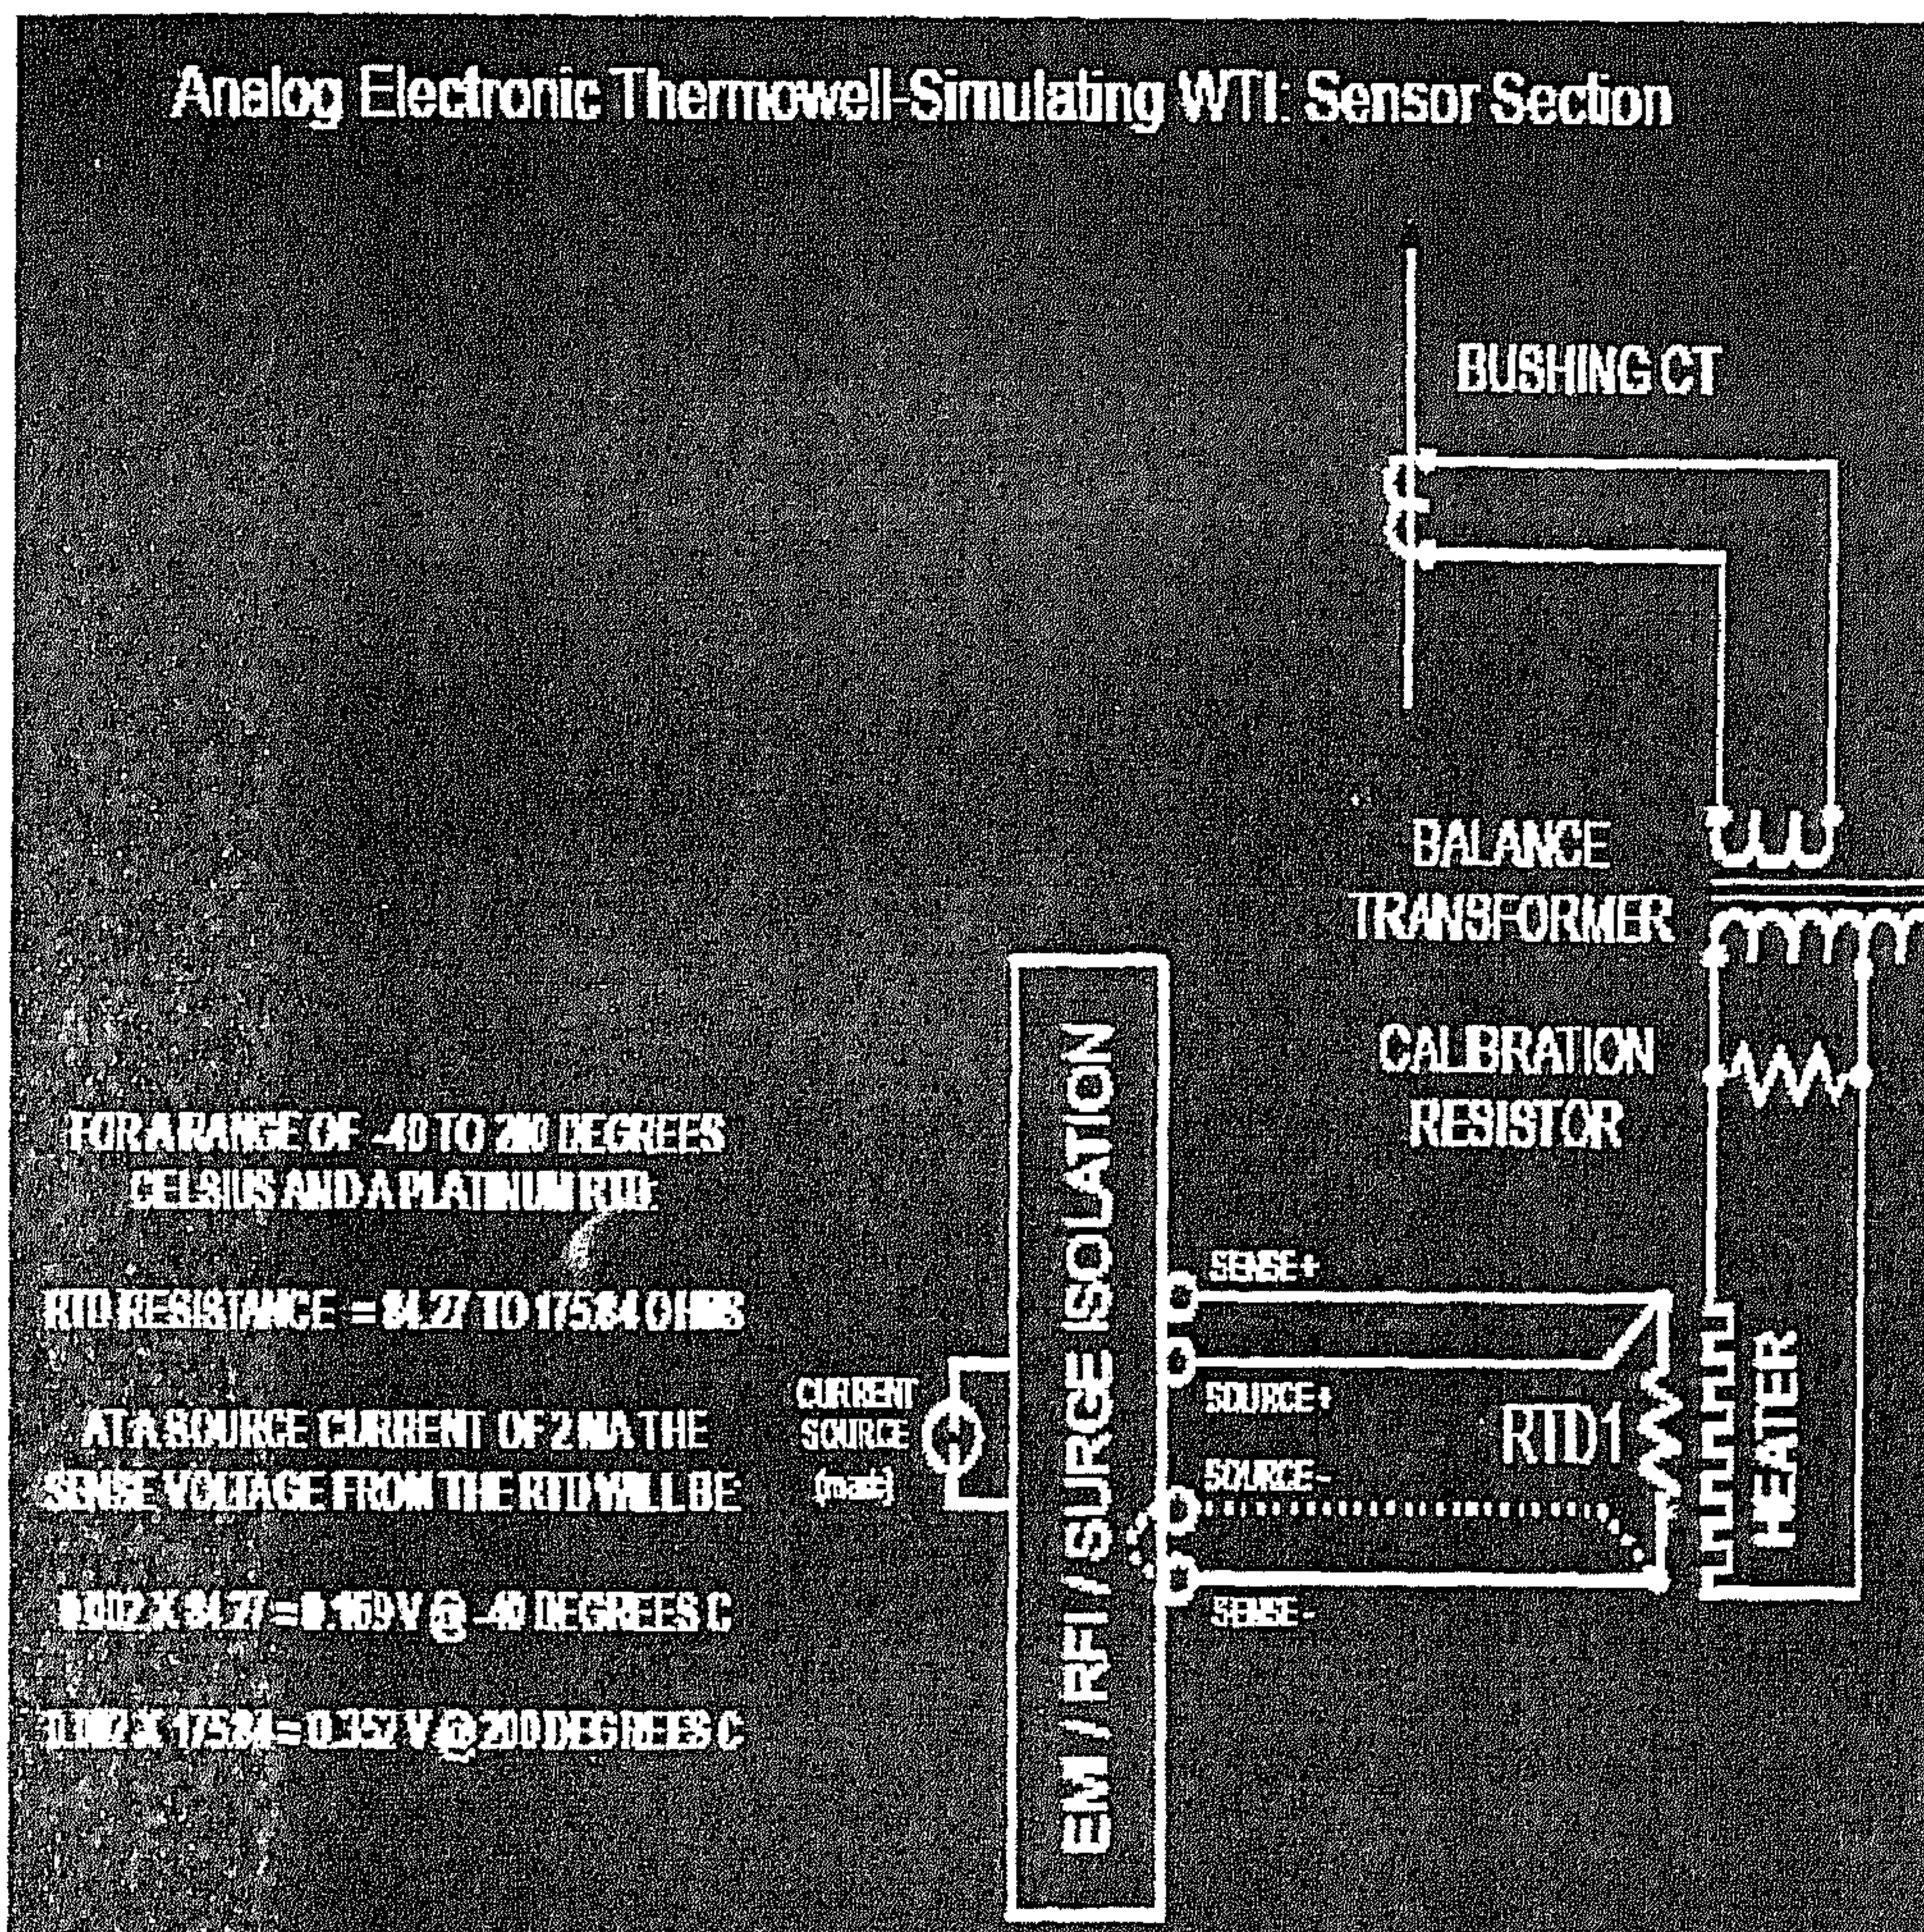 Analog Electronic Thermowell-Simulating WTI: Sensor Section
BUSHING CT
BALANCE
TRANSFORMER
CALIBRATION
RESISTOR
EMI / RFI / SURGE ISOLATION
FOR A RANGE OF -40 TO 200 DEGREES
CELSIUS AND A PLATINUM RTD:
RTD RESISTANCE = 84.27 TO 175.84 OHMS
AT A SOURCE CURRENT OF 2 MA THE
SENSE VOLTAGE FROM THE RTD WILL BE:
0.002 X 84.27 = 0.169 V @ -40 DEGREES C
0.002 X 175.84 = 0.352 V @ 200 DEGREES C
CURRENT
SOURCE
SENSE+
SOURCE+
SOURCE-
SENSE-
RTD1
HEATER